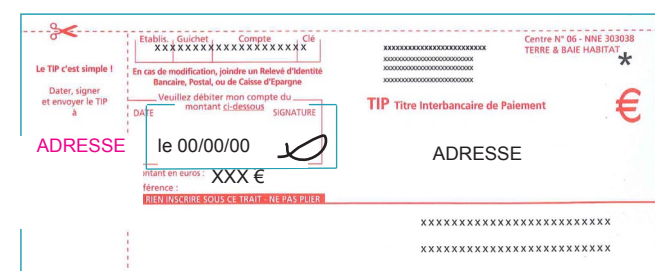 Etablis. Guichet Compte Clé
XXXXXXXXXXXXXXXXXXXXX
Le TIP c'est simple !
Dater, signer
et envoyer le TIP
à
ADRESSE
En cas de modification, joindre un Relevé d'Identité
Bancaire, Postal, ou de Caisse d'Epargne
Veuillez débiter mon compte du
montant ci-dessous
DATE SIGNATURE
le 00/00/00
ontant en euros : XXX €
férence :
RIEN INSCRIRE SOUS CE TRAIT - NE PAS PLIER
Centre N° 06 - NNE 303038
TERRE & BAIE HABITAT
*
TIP Titre Interbancaire de Paiement
€
ADRESSE
XXXXXXXXXXXXXXXXXXXXXXXXX
XXXXXXXXXXXXXXXXXXXXXXXXX